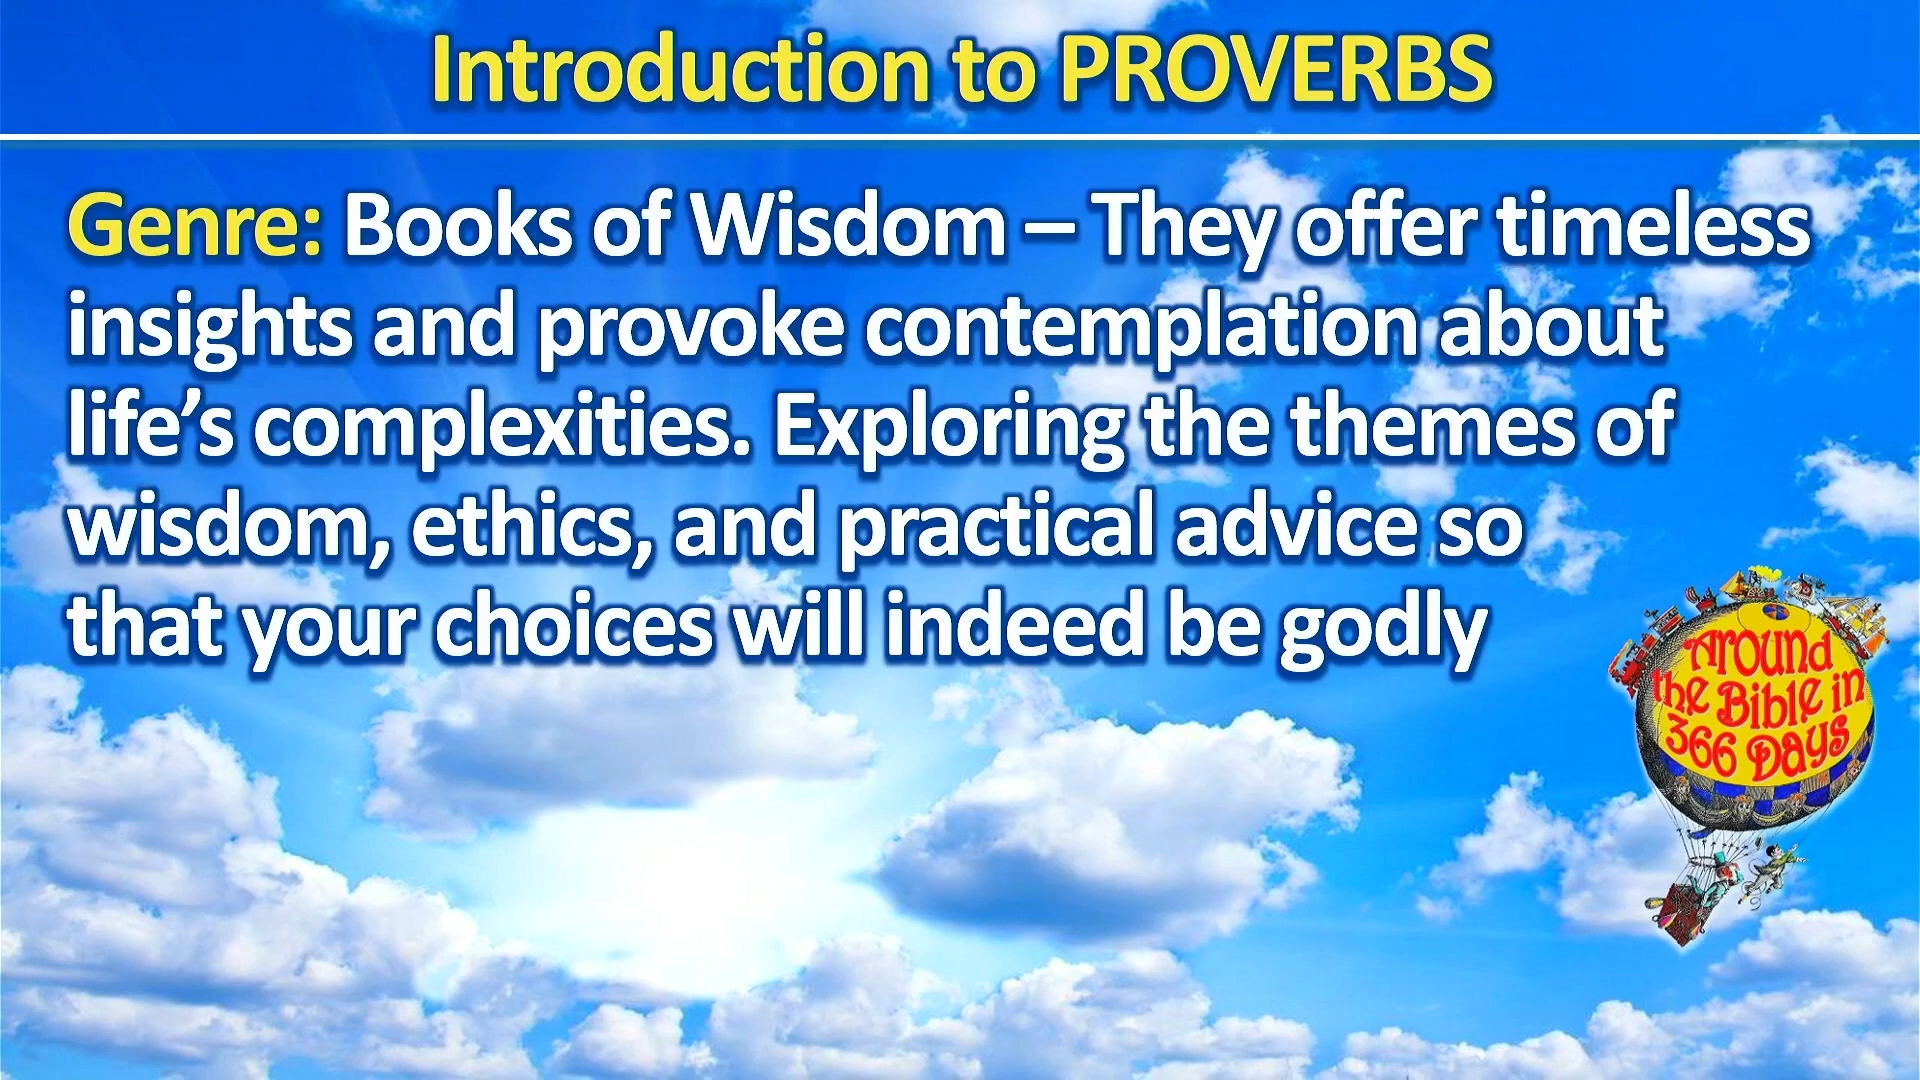 Introduction to PROVERBS
Genre: Books of Wisdom – They offer timeless
insights and provoke contemplation about
life’s complexities. Exploring the themes of
wisdom, ethics, and practical advice so
that your choices will indeed be godly
Around
the Bible in
366 Days